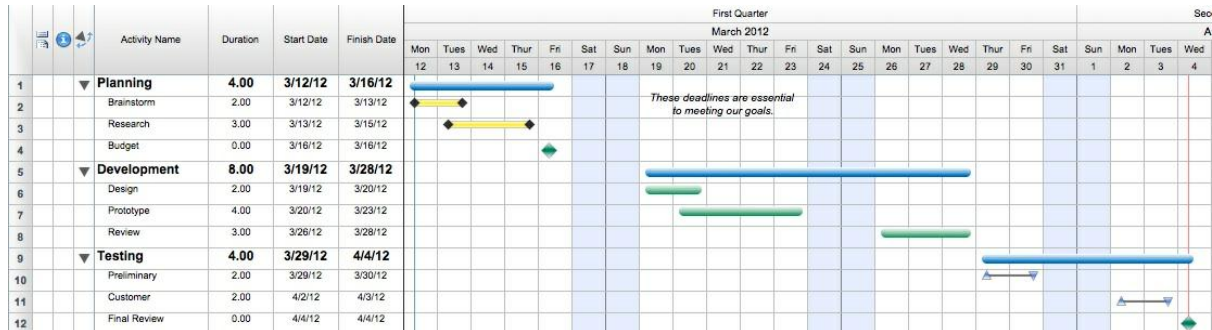 First Quarter Seco
March 2012 A
Activity Name Duration Start Date Finish Date
Mon Tues Wed Thur Fri Sat Sun Mon Tues Wed Thur Fri Sat Sun Mon Tues Wed Thur Fri Sat Sun Mon Tues Wed
12 13 14 15 16 17 18 19 20 21 22 23 24 25 26 27 28 29 30 31 1 2 3 4
1 Planning 4.00 3/12/12 3/16/12
2 Brainstorm 2.00 3/12/12 3/13/12
These deadlines are essential
to meeting our goals.
3 Research 3.00 3/13/12 3/15/12
4 Budget 0.00 3/16/12 3/16/12
5 Development 8.00 3/19/12 3/28/12
6 Design 2.00 3/19/12 3/20/12
7 Prototype 4.00 3/20/12 3/23/12
8 Review 3.00 3/26/12 3/28/12
9 Testing 4.00 3/29/12 4/4/12
10 Preliminary 2.00 3/29/12 3/30/12
11 Customer 2.00 4/2/12 4/3/12
12 Final Review 0.00 4/4/12 4/4/12